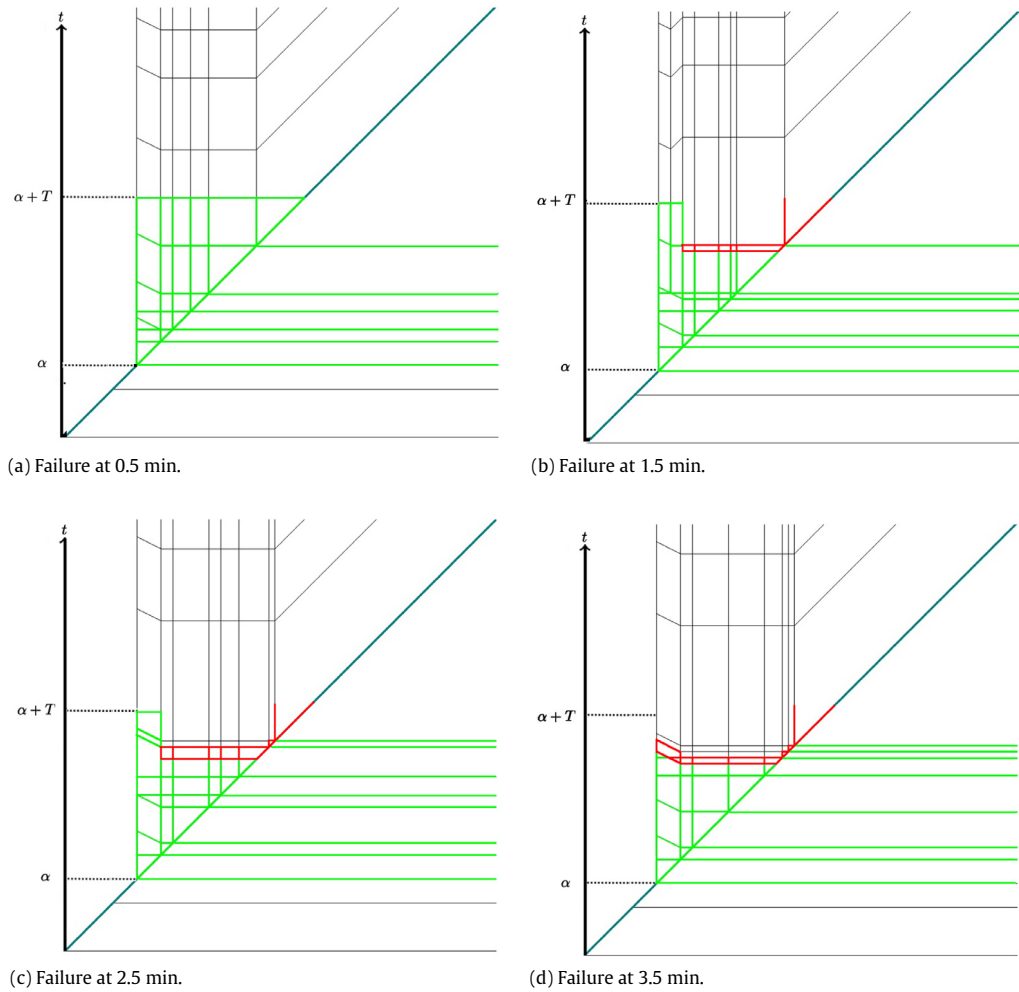 t
α + T
α
(a) Failure at 0.5 min.
t
α + T
α
(b) Failure at 1.5 min.
t
α + T
α
(c) Failure at 2.5 min.
t
α + T
α
(d) Failure at 3.5 min.